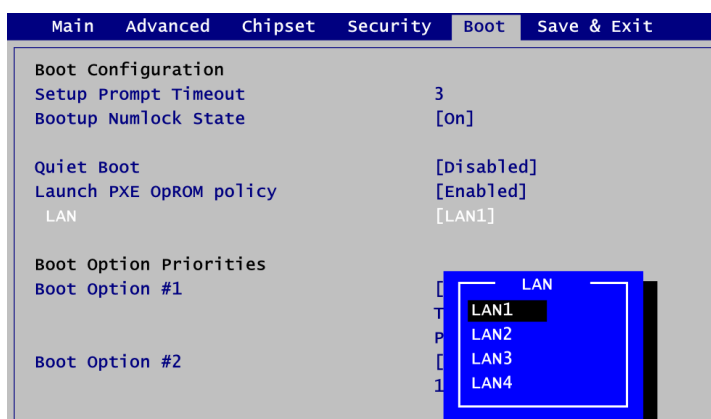 Main Advanced Chipset Security Boot Save & Exit
Boot Configuration
Setup Prompt Timeout 3
Bootup Numlock State [On]
Quiet Boot [Disabled]
Launch PXE OpROM policy [Enabled]
LAN [LAN1]
Boot Option Priorities
Boot Option #1 [
T
P
Boot Option #2 [
1
LAN
LAN1
LAN2
LAN3
LAN4